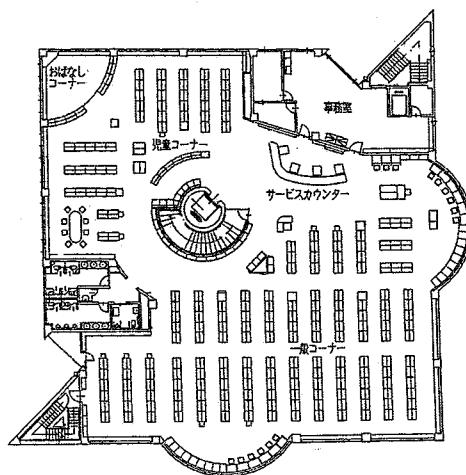 おはなし
コーナー
児童コーナー
事務室
サービスカウンター
一般コーナー